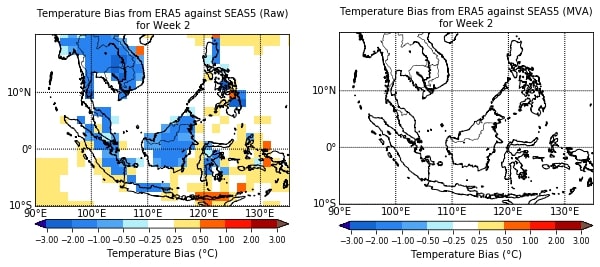 Temperature Bias from ERA5 against SEAS5 (Raw)
for Week 2
10°N
0°
10°S
90°E 100°E 110°E 120°E 130°E
−3.00 −2.00 −1.00 −0.50 −0.25 0.25 0.50 1.00 2.00 3.00
Temperature Bias (°C)
Temperature Bias from ERA5 against SEAS5 (MVA)
for Week 2
10°N
0°
10°S
90°E 100°E 110°E 120°E 130°E
−3.00 −2.00 −1.00 −0.50 −0.25 0.25 0.50 1.00 2.00 3.00
Temperature Bias (°C)